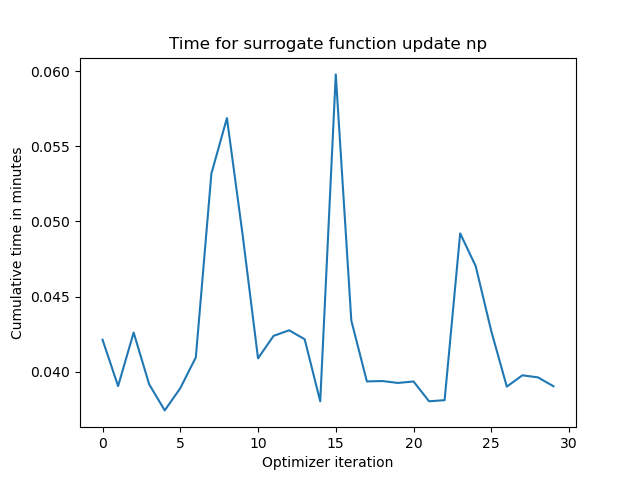 Time for surrogate function update np
Cumulative time in minutes
0.060
0.055
0.050
0.045
0.040
0 5 10 15 20 25 30
Optimizer iteration